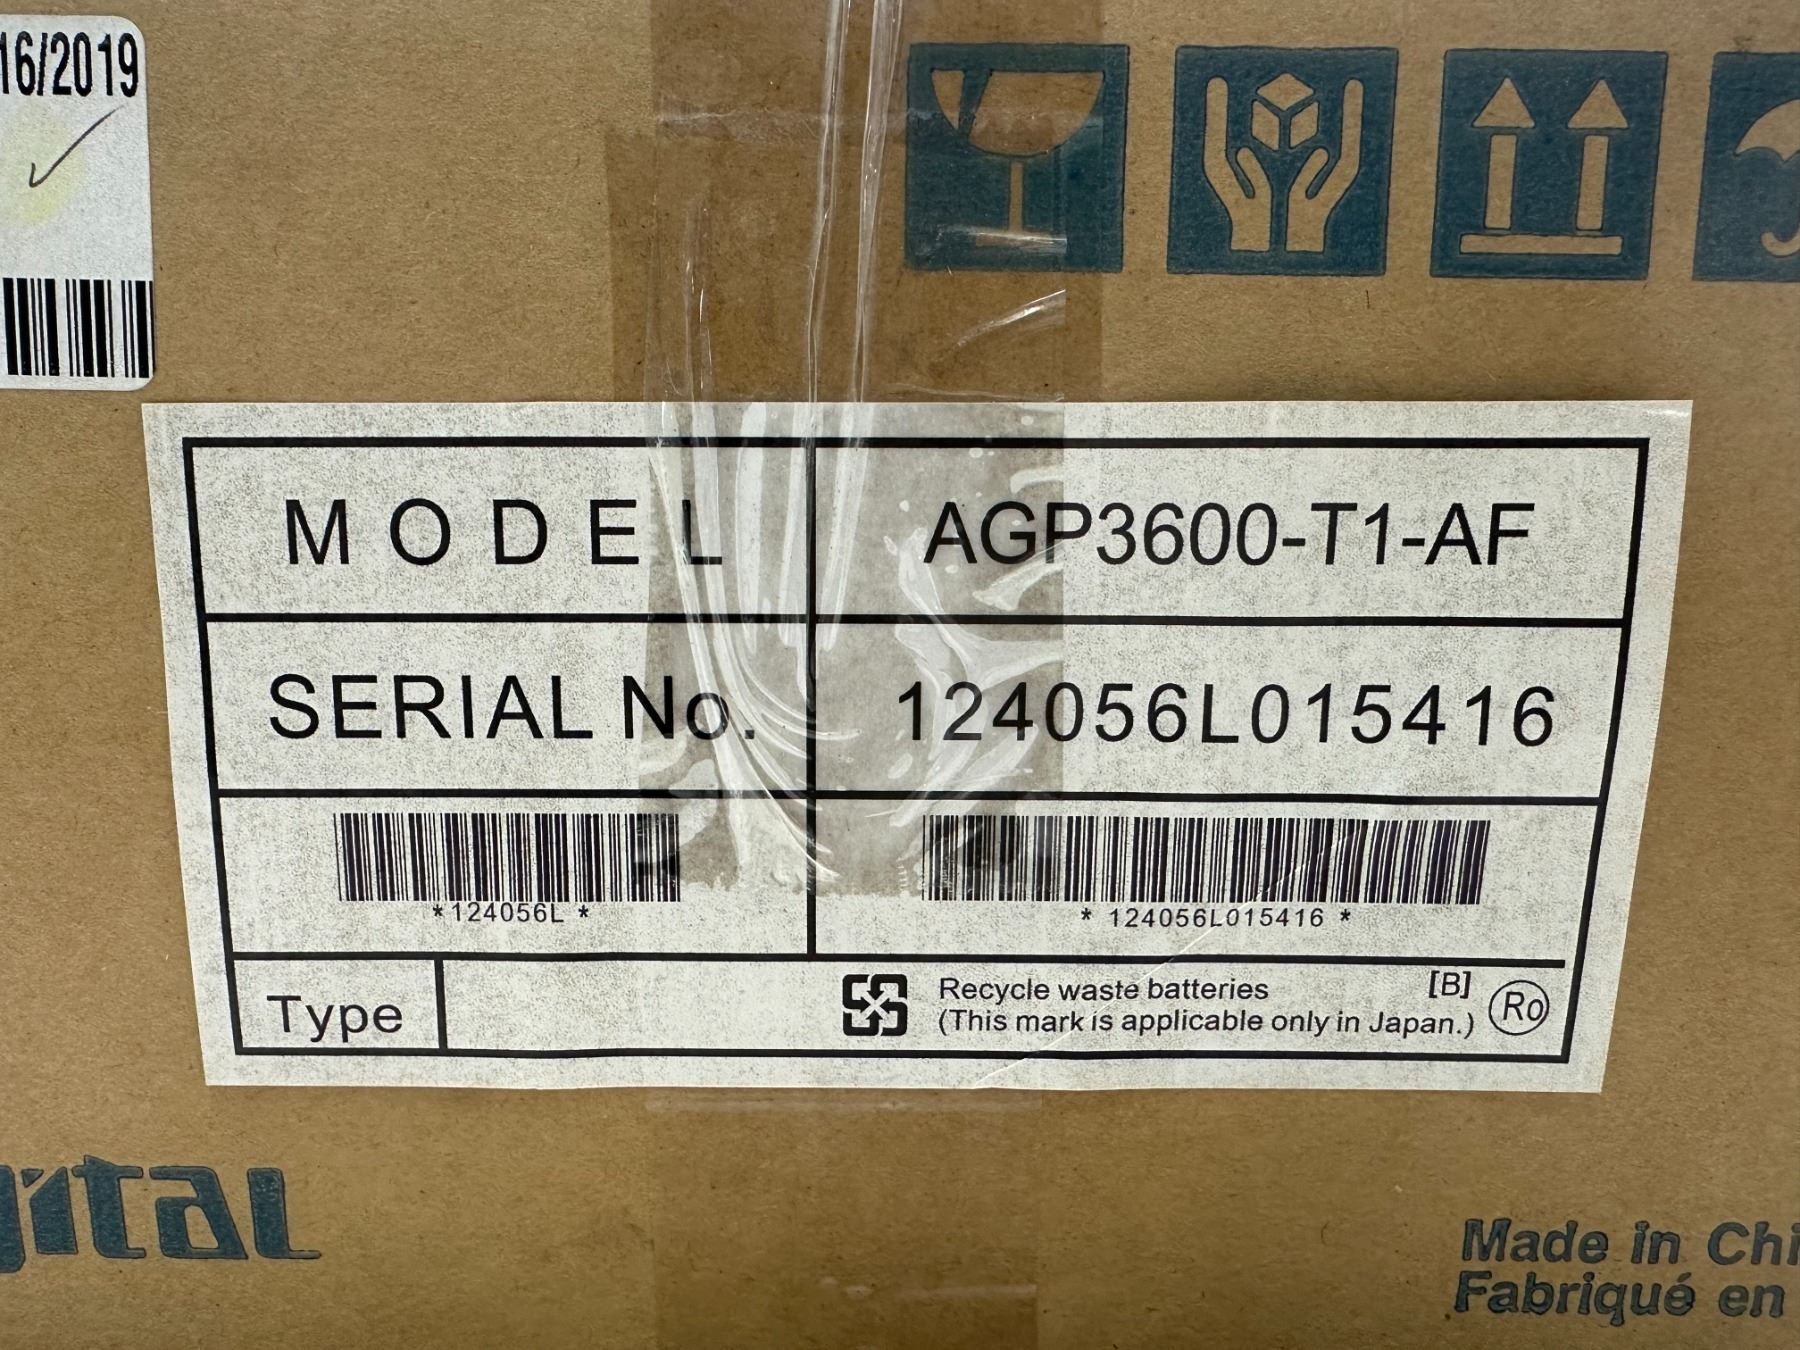 16/2019
MODEL AGP3600-T1-AF
SERIAL No. 124056L015416
*124056L * * 124056L015416 *
Type
Recycle waste batteries [B]
(This mark is applicable only in Japan.) Ro
gital
Made in Chi
Fabriqué en